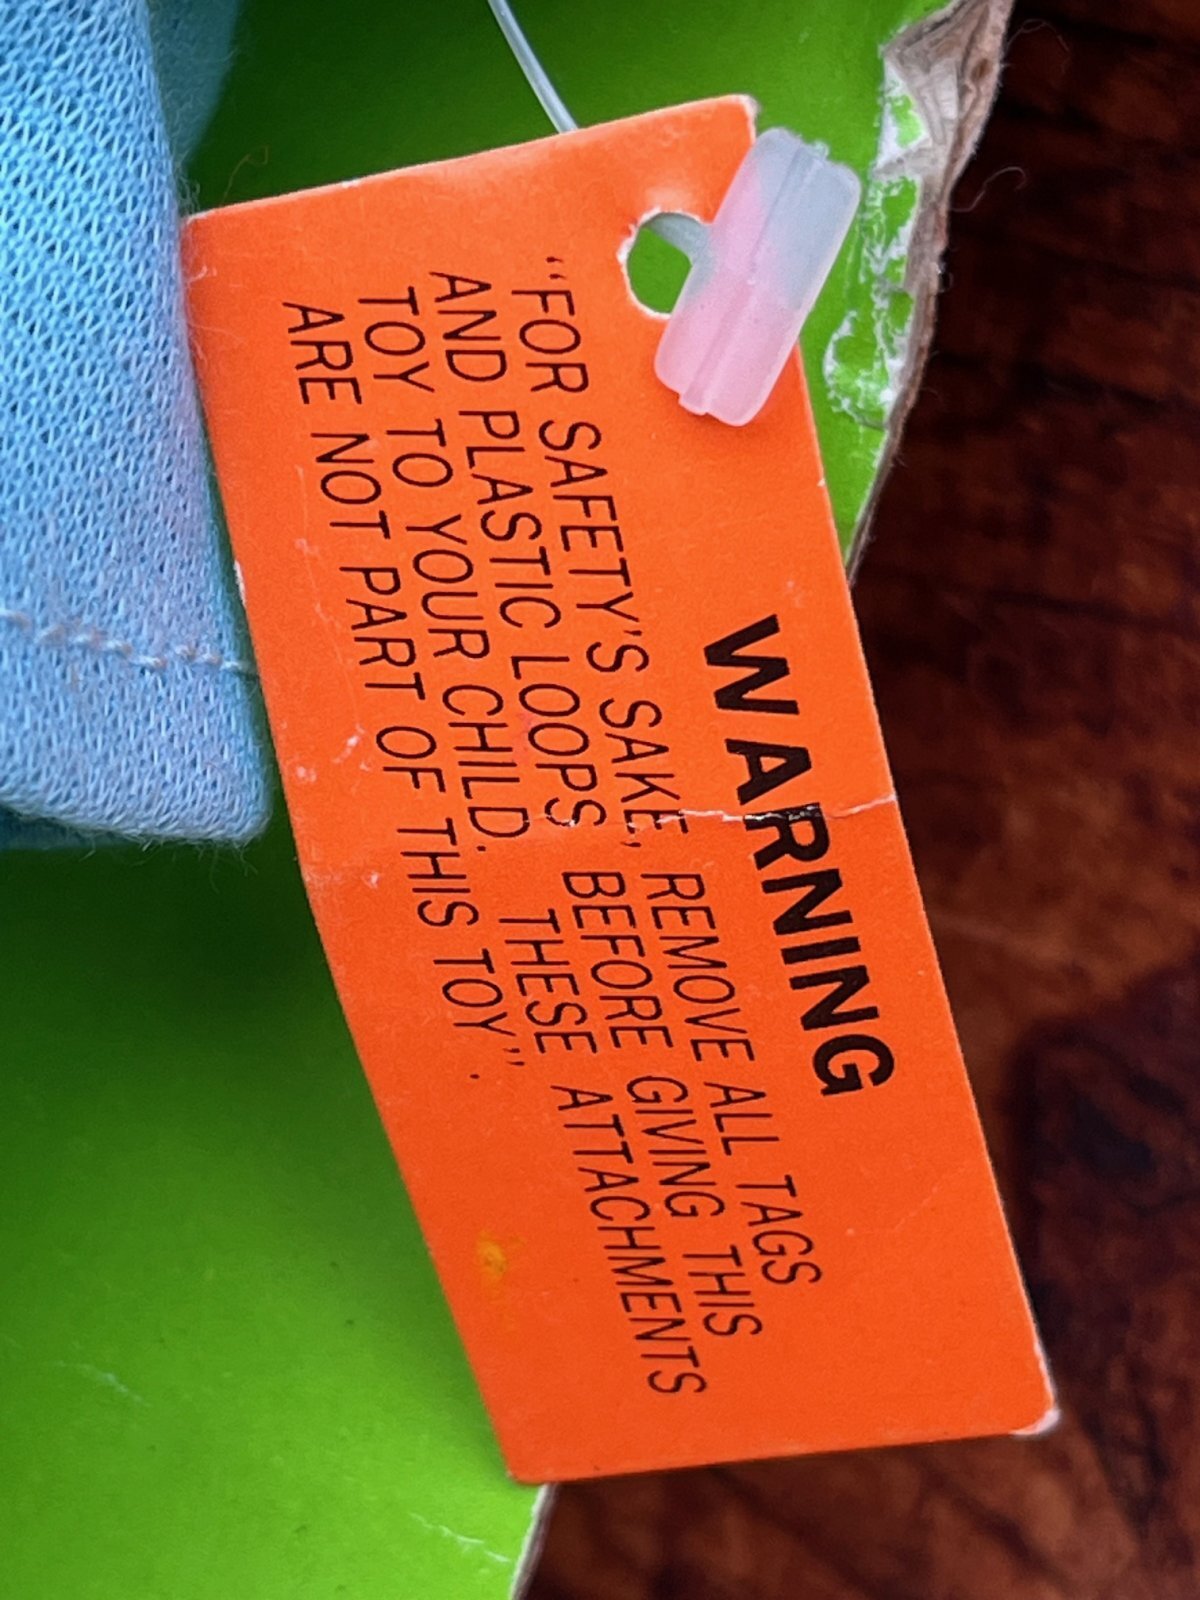 WARNING
"FOR SAFETY'S SAKE, REMOVE ALL TAGS
AND PLASTIC LOOPS BEFORE GIVING THIS
TOY TO YOUR CHILD. THESE ATTACHMENTS
ARE NOT PART OF THIS TOY".